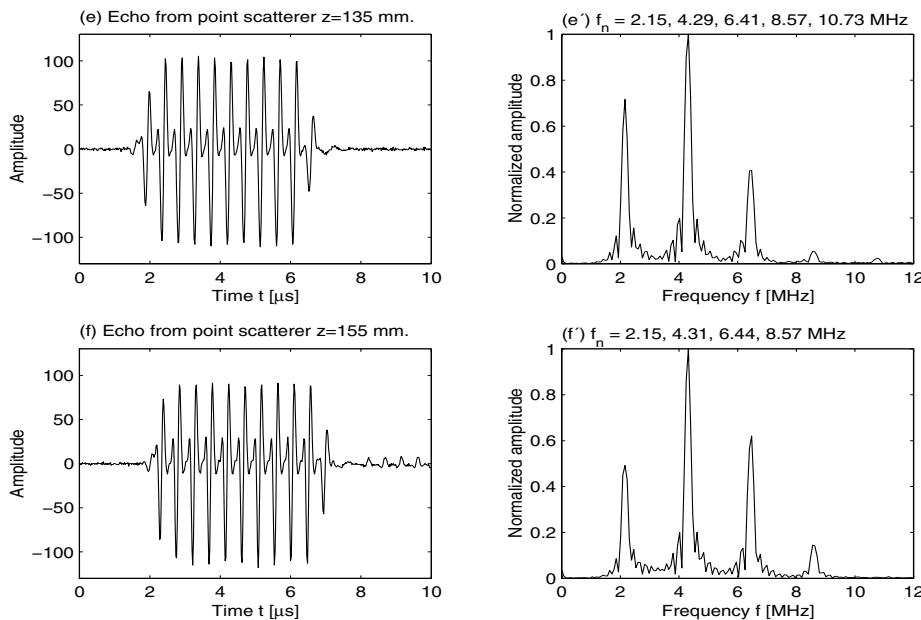 (e) Echo from point scatterer z=135 mm.
100
50
0
−50
−100
Amplitude
0 2 4 6 8 10
Time t [µs]
(e´) f_n = 2.15, 4.29, 6.41, 8.57, 10.73 MHz
1
0.8
0.6
0.4
0.2
0
Normalized amplitude
0 2 4 6 8 10 12
Frequency f [MHz]
(f) Echo from point scatterer z=155 mm.
100
50
0
−50
−100
Amplitude
0 2 4 6 8 10
Time t [µs]
(f´) f_n = 2.15, 4.31, 6.44, 8.57 MHz
1
0.8
0.6
0.4
0.2
0
Normalized amplitude
0 2 4 6 8 10 12
Frequency f [MHz]